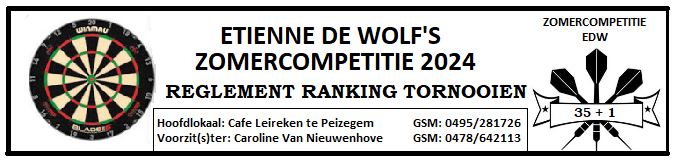 WINMAU
BLADE 5
ETIENNE DE WOLF'S
ZOMERCOMPETITIE 2024
REGLEMENT RANKING TORNOOIEN
Hoofdlokaal: Cafe Leireken te Peizegem GSM: 0495/281726
Voorzit(s)ter: Caroline Van Nieuwenhove GSM: 0478/642113
ZOMERCOMPETITIE
EDW
35 + 1